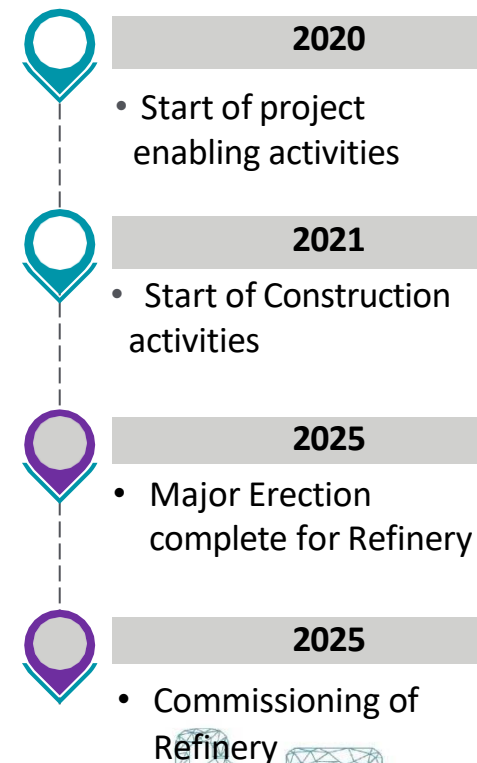 2020
• Start of project
enabling activities
2021
• Start of Construction
activities
2025
• Major Erection
complete for Refinery
2025
• Commissioning of
Refinery